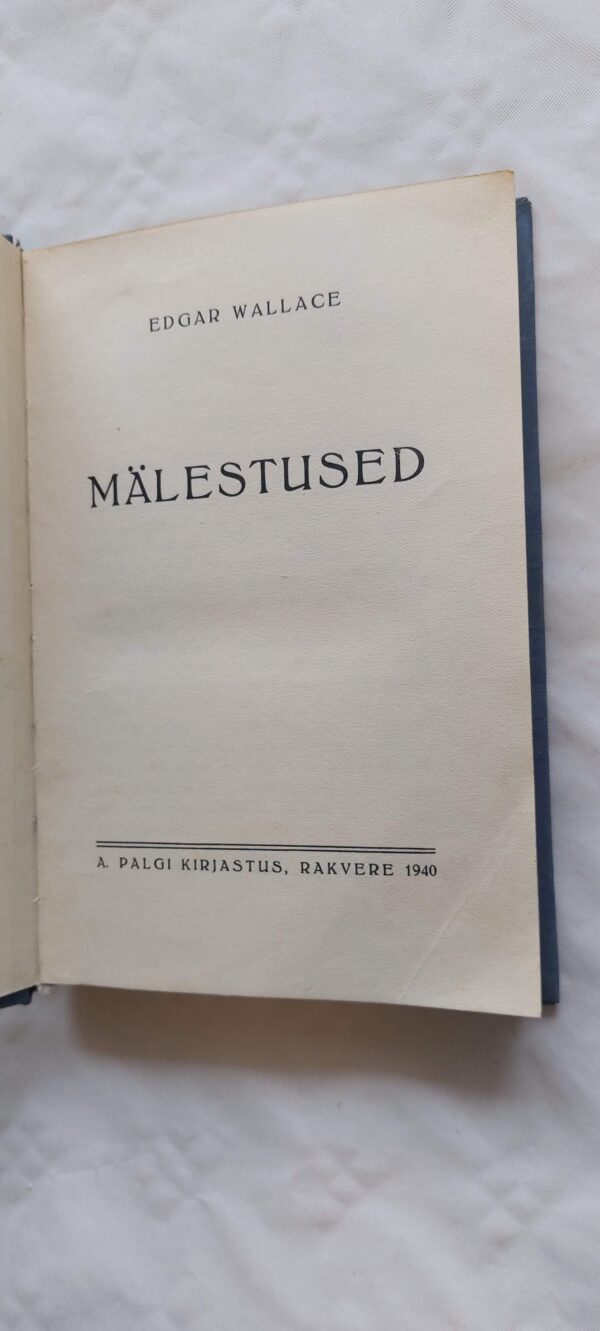 EDGAR WALLACE
MÄLESTUSED
A. PALGI KIRJASTUS, RAKVERE 1940